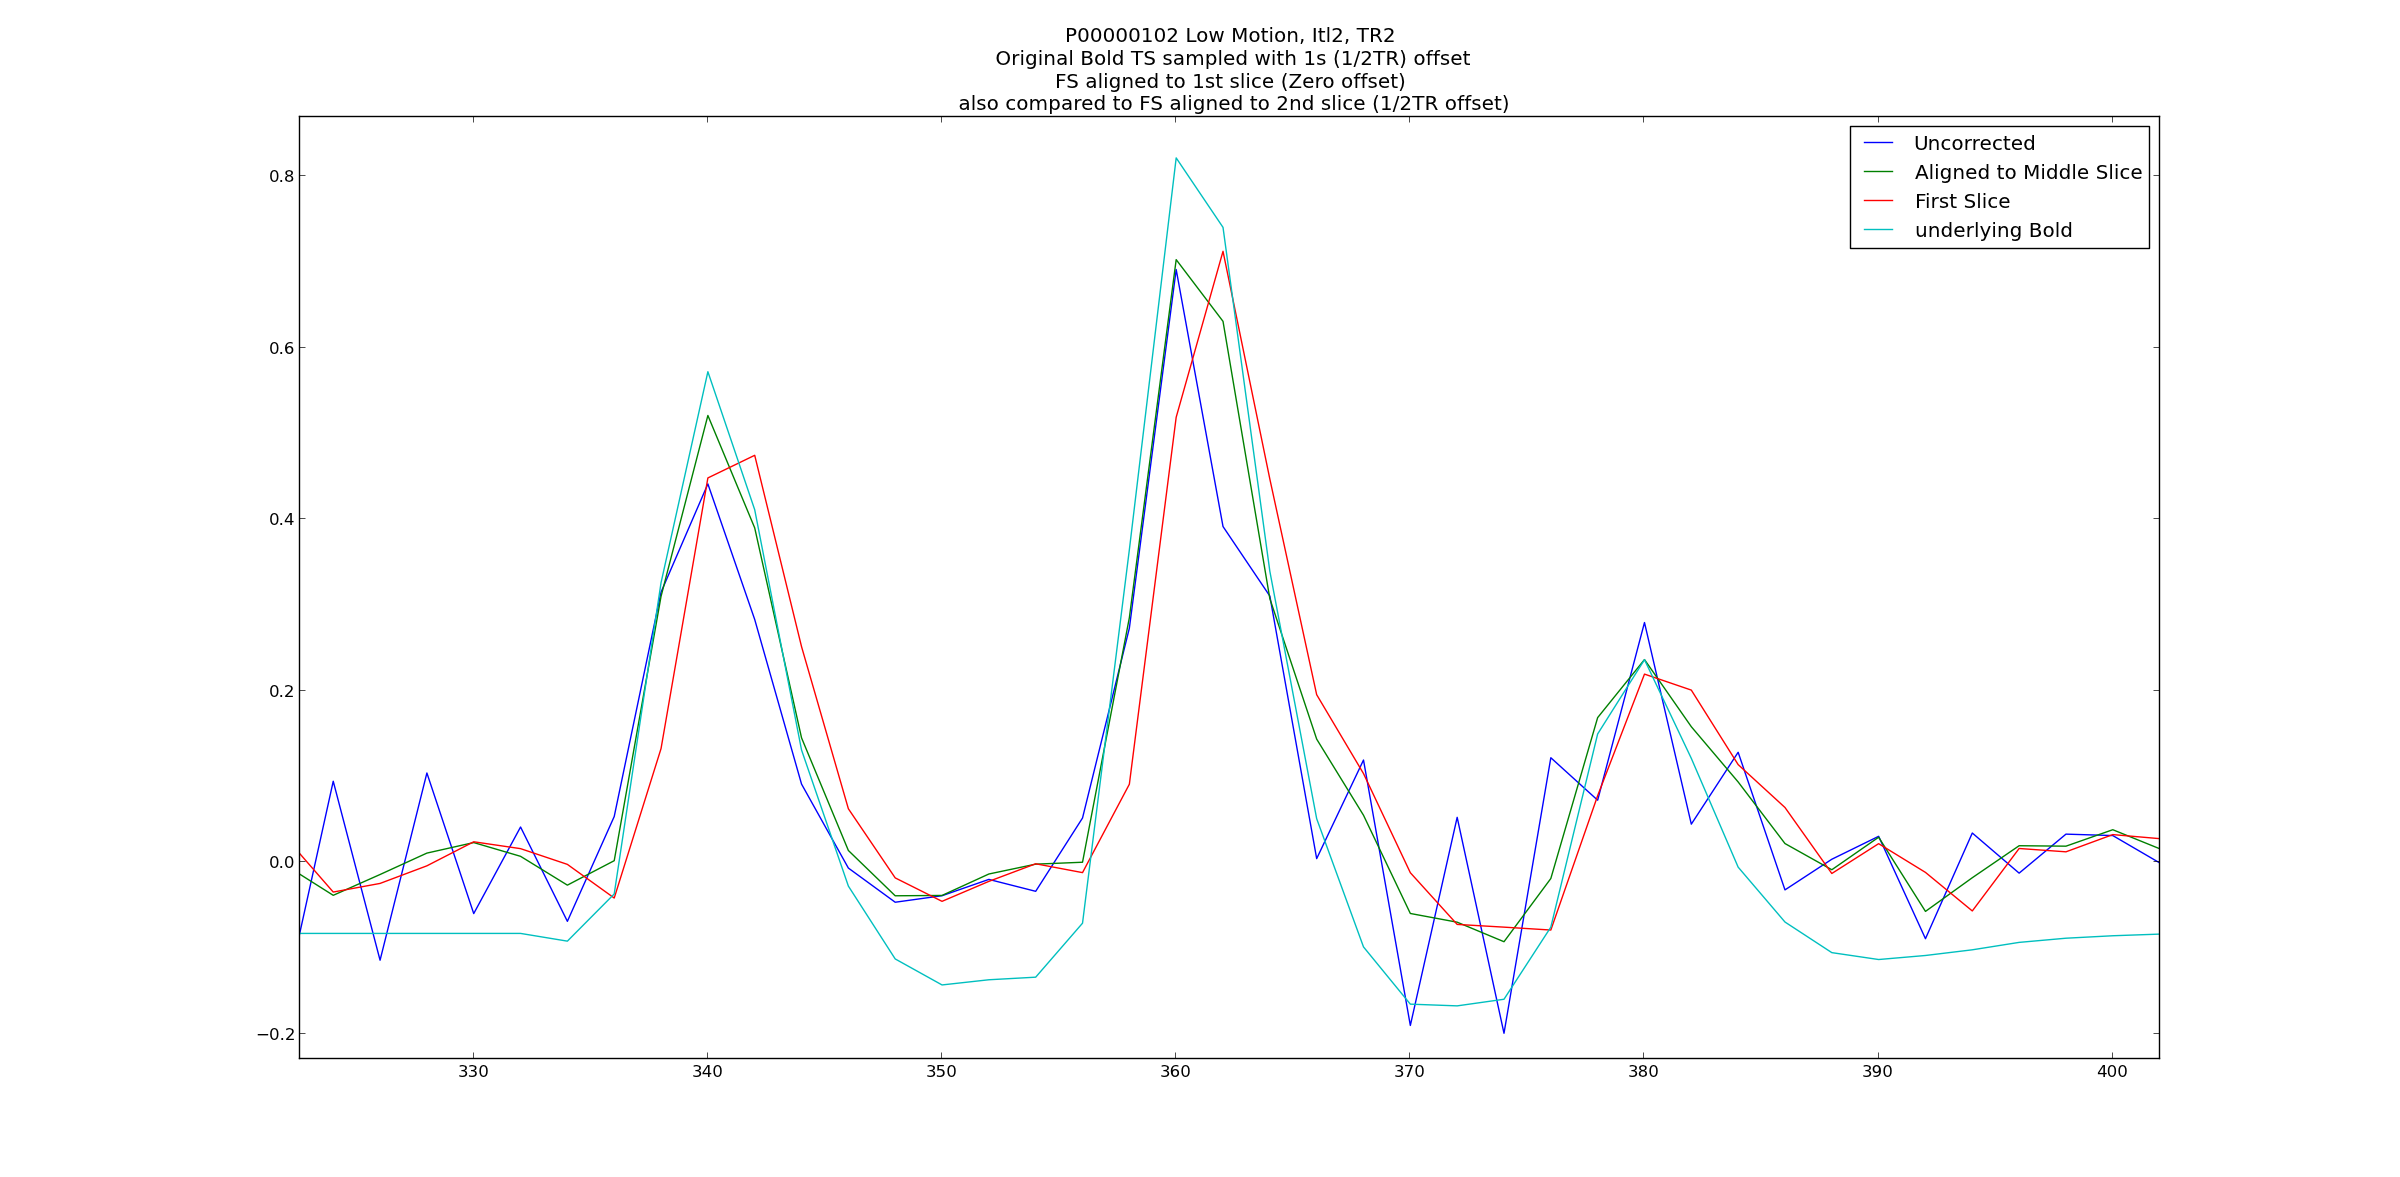 P00000102 Low Motion, Itl2, TR2
Original Bold TS sampled with 1s (1/2TR) offset
FS aligned to 1st slice (Zero offset)
also compared to FS aligned to 2nd slice (1/2TR offset)
Uncorrected
Aligned to Middle Slice
First Slice
underlying Bold
0.8
0.6
0.4
0.2
0.0
−0.2
330 340 350 360 370 380 390 400